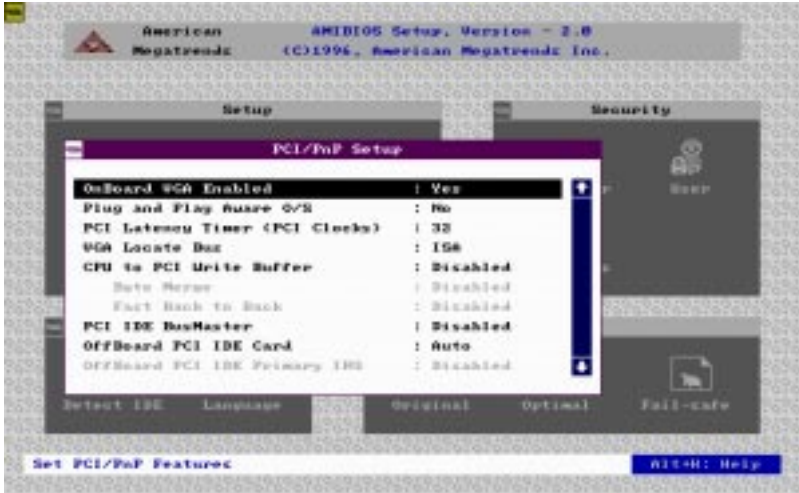 American Megatrends
AMIBIOS Setup, Version - 2.0
(C)1996, American Megatrends Inc.
Setup
Security
PCI/PnP Setup
OnBoard VGA Enabled : Yes
Plug and Play Aware O/S : No
PCI Latency Timer (PCI Clocks) : 32
VGA Locate Bus : ISA
CPU to PCI Write Buffer : Disabled
Byte Merge : Disabled
Fast Back to Back : Disabled
PCI IDE BusMaster : Disabled
OffBoard PCI IDE Card : Auto
OffBoard PCI IDE Primary IRQ : Disabled
User
Detect IDE
Language
Original
Optimal
Fail-safe
Set PCI/PnP Features
Alt+H: Help